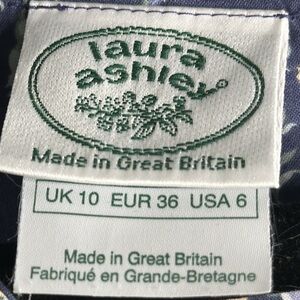 laura
ashley®
Made in Great Britain
UK 10 EUR 36 USA 6
Made in Great Britain
Fabriqué en Grande-Bretagne